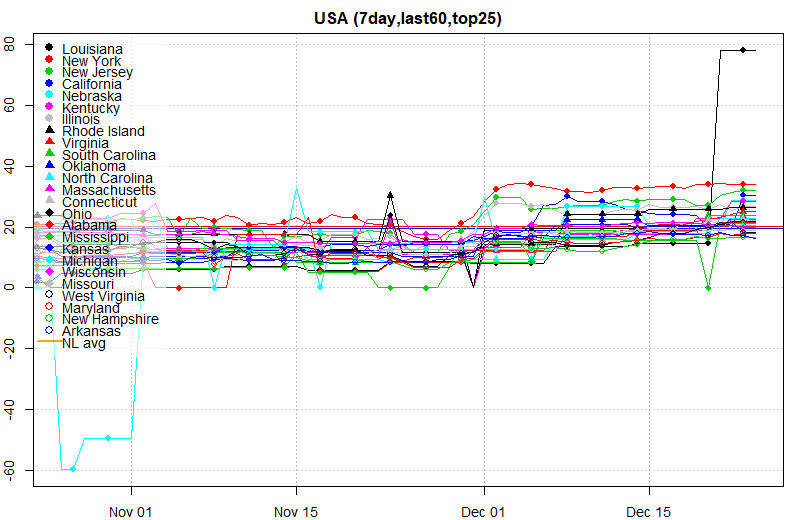 USA (7day,last60,top25)
80
60
40
20
0
-20
-40
-60
Louisiana
New York
New Jersey
California
Nebraska
Kentucky
Illinois
Rhode Island
Virginia
South Carolina
Oklahoma
North Carolina
Massachusetts
Connecticut
Ohio
Alabama
Mississippi
Kansas
Michigan
Wisconsin
Missouri
West Virginia
Maryland
New Hampshire
Arkansas
NL avg
Nov 01 Nov 15 Dec 01 Dec 15